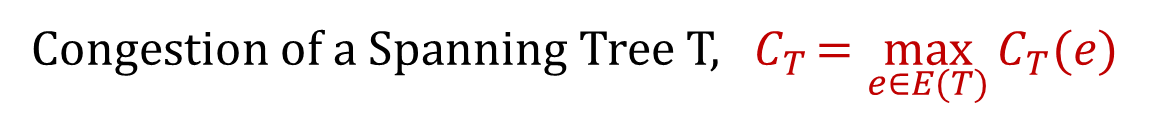 Congestion of a Spanning Tree T, C_T = max_{e∈E(T)} C_T(e)